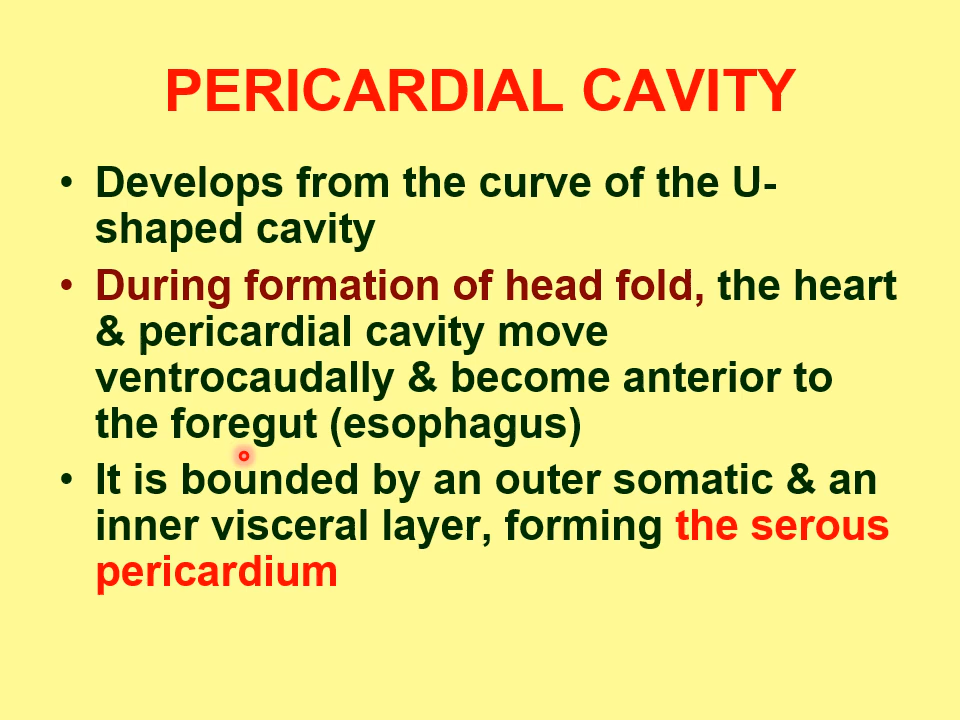 PERICARDIAL CAVITY
• Develops from the curve of the U-
shaped cavity
• During formation of head fold, the heart
& pericardial cavity move
ventrocaudally & become anterior to
the foregut (esophagus)
• It is bounded by an outer somatic & an
inner visceral layer, forming the serous
pericardium